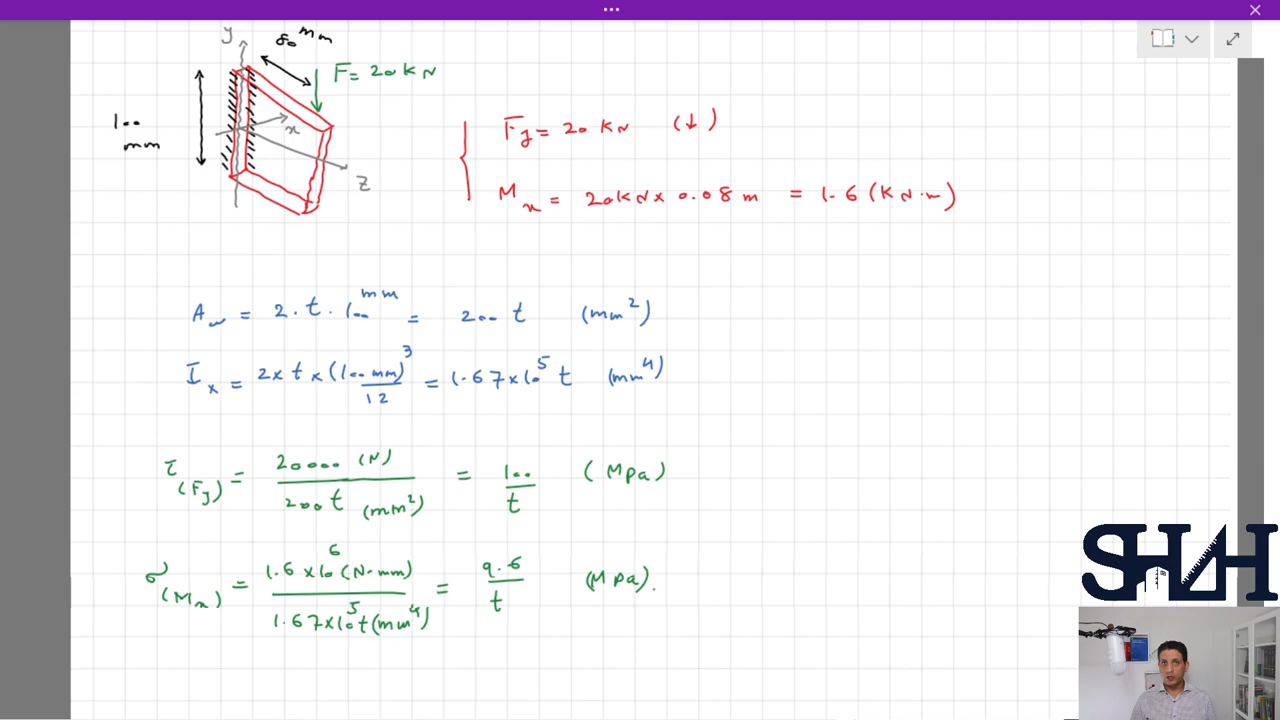 y
80 mm
F = 20 kN
100 mm
x
z
Fy = 20 kN (↓)
Mx = 20kN x 0.08 m = 1.6 (kN.m)
Aw = 2 . t . 100 mm = 200 t (mm²)
Ix = 2 x t x (100 mm)³ / 12 = 1.67 x 10⁵ t (mm⁴)
τ(Fy) = 20000 (N) / 200 t (mm²) = 100 / t (Mpa)
σ(Mx) = 1.6 x 10⁶ (N.mm) / 1.67 x 10⁵ t (mm⁴) = 9.6 / t (Mpa).
SHAH